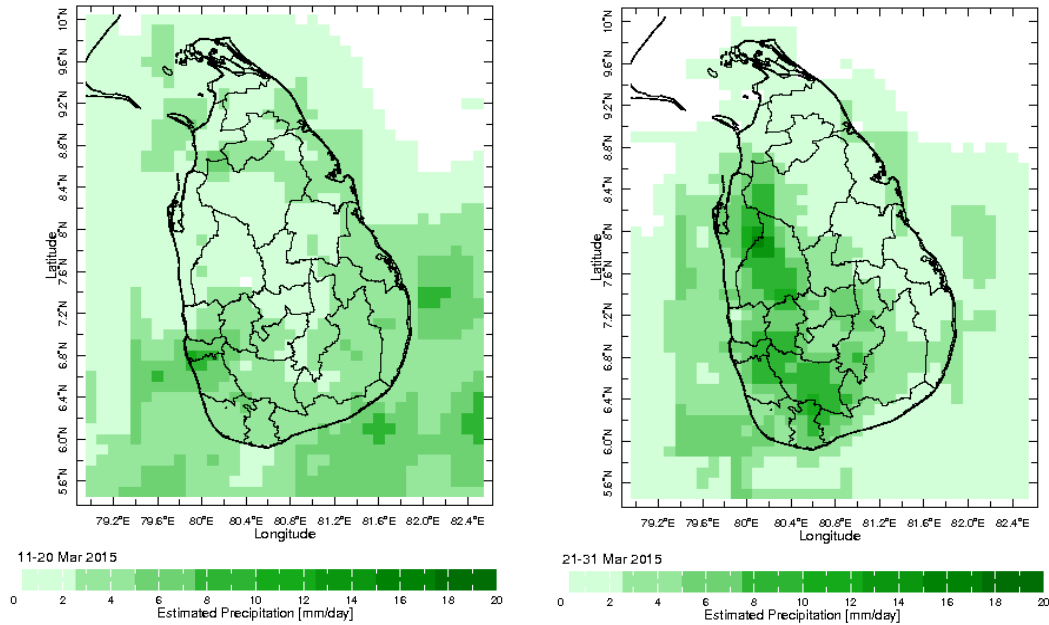 10°N
9.6°N
9.2°N
8.8°N
8.4°N
8°N
7.6°N
7.2°N
6.8°N
6.4°N
6.0°N
5.6°N
Latitude
79.2°E 79.6°E 80°E 80.4°E 80.8°E 81.2°E 81.6°E 82.0°E 82.4°E
Longitude
11-20 Mar 2015
0 2 4 6 8 10 12 14 16 18 20
Estimated Precipitation [mm/day]
10°N
9.6°N
9.2°N
8.8°N
8.4°N
8°N
7.6°N
7.2°N
6.8°N
6.4°N
6.0°N
5.6°N
Latitude
79.2°E 79.6°E 80°E 80.4°E 80.8°E 81.2°E 81.6°E 82.0°E 82.4°E
Longitude
21-31 Mar 2015
0 2 4 6 8 10 12 14 16 18 20
Estimated Precipitation [mm/day]